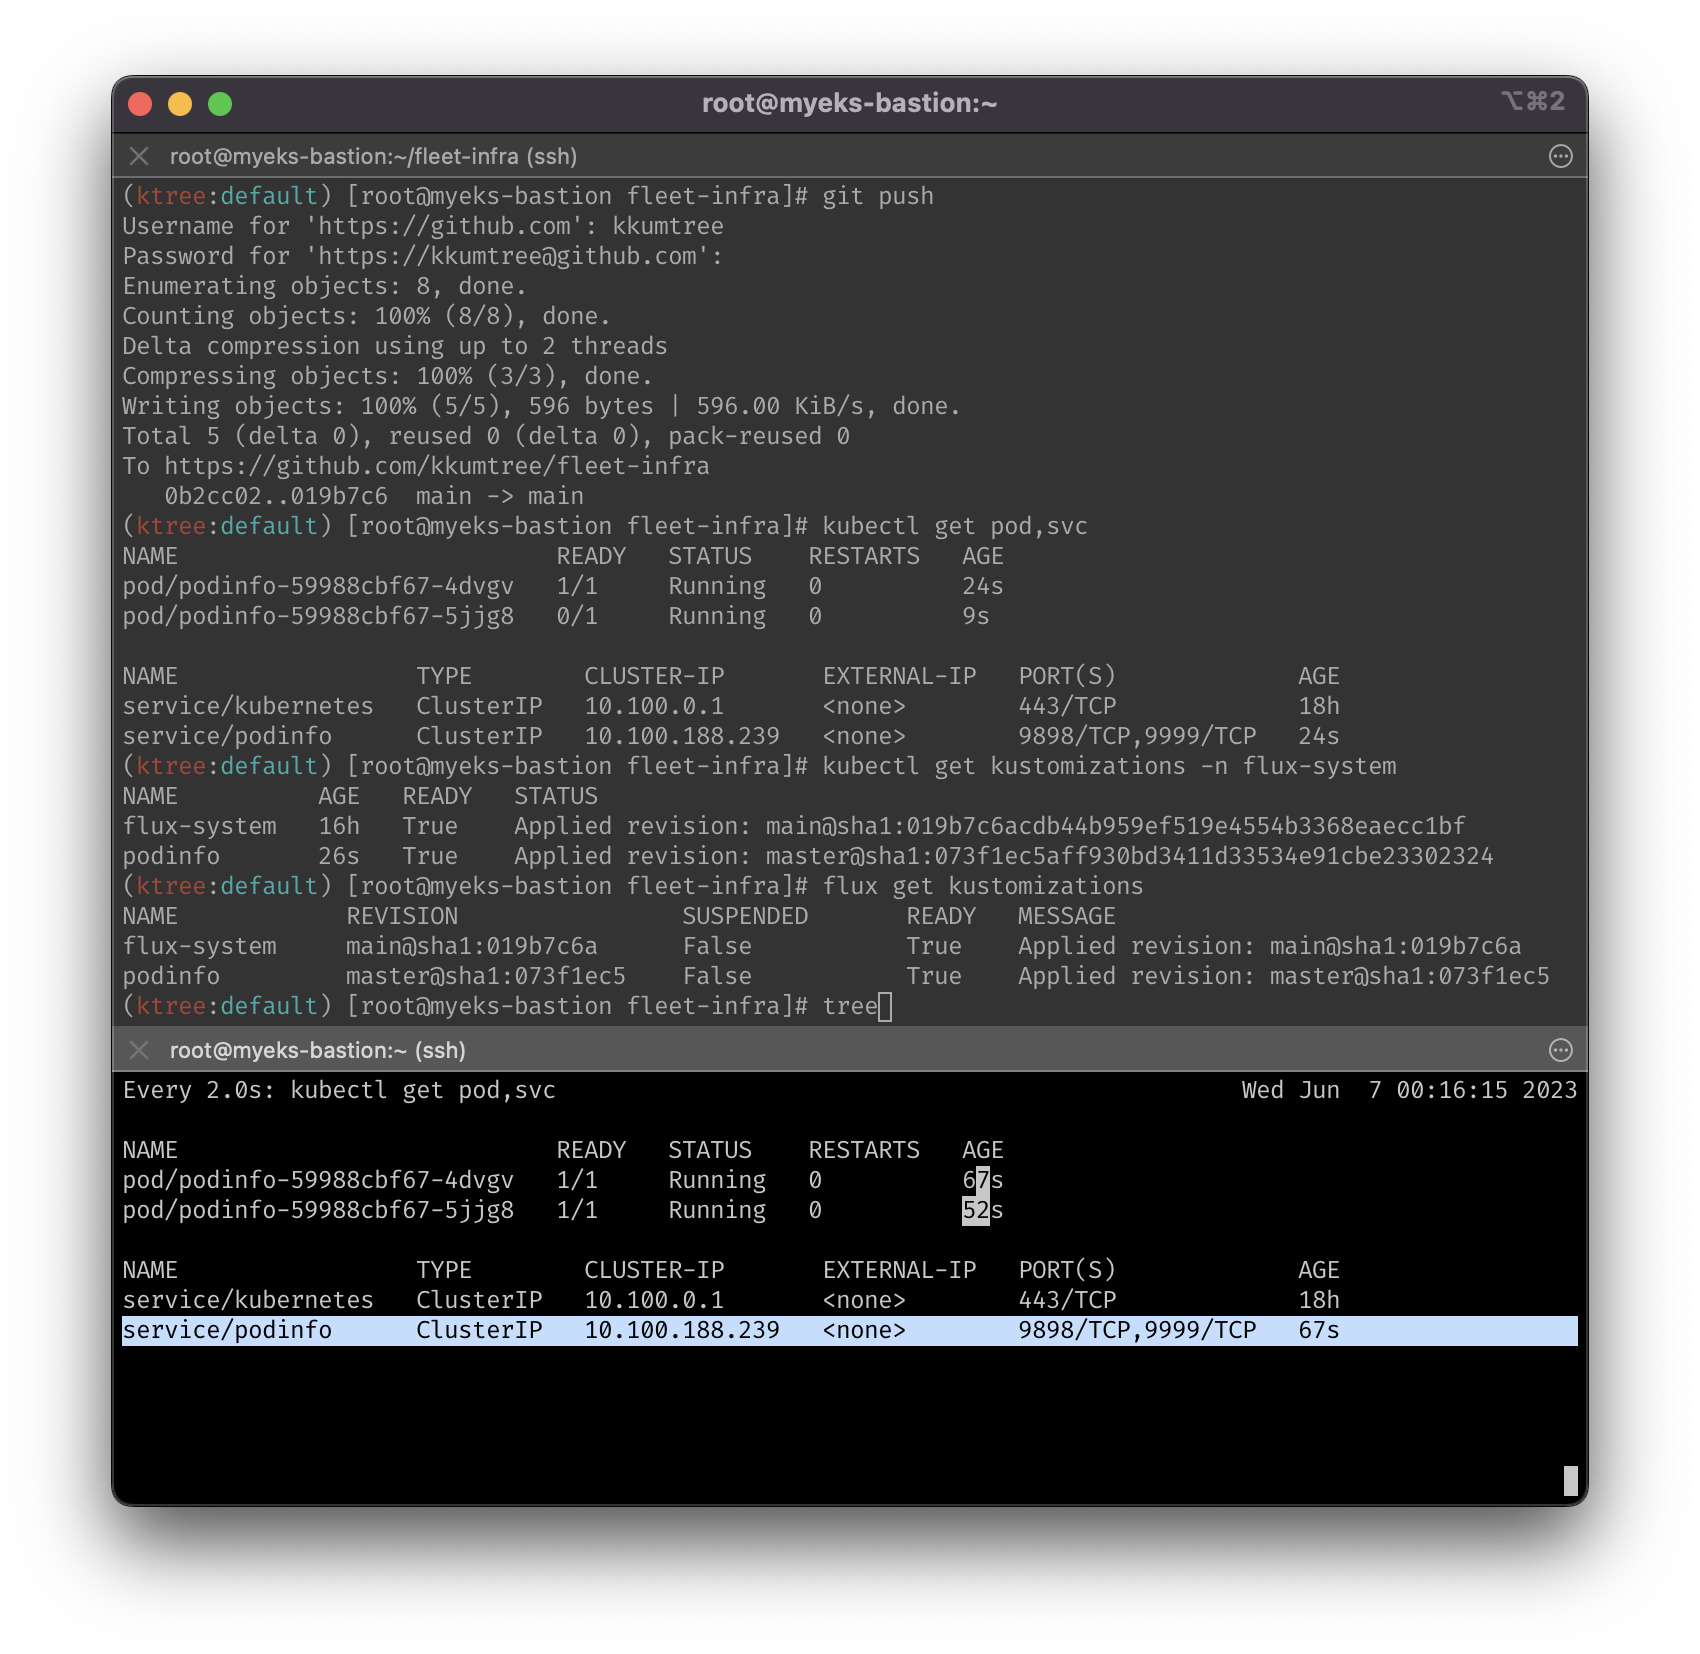 root@myeks-bastion:~
⌥⌘2
root@myeks-bastion:~/fleet-infra (ssh)
(ktree:default) [root@myeks-bastion fleet-infra]# git push
Username for 'https://github.com': kkumtree
Password for 'https://kkumtree@github.com':
Enumerating objects: 8, done.
Counting objects: 100% (8/8), done.
Delta compression using up to 2 threads
Compressing objects: 100% (3/3), done.
Writing objects: 100% (5/5), 596 bytes | 596.00 KiB/s, done.
Total 5 (delta 0), reused 0 (delta 0), pack-reused 0
To https://github.com/kkumtree/fleet-infra
   0b2cc02..019b7c6  main -> main
(ktree:default) [root@myeks-bastion fleet-infra]# kubectl get pod,svc
NAME                           READY   STATUS    RESTARTS   AGE
pod/podinfo-59988cbf67-4dvgv   1/1     Running   0          24s
pod/podinfo-59988cbf67-5jjg8   0/1     Running   0          9s
NAME                 TYPE        CLUSTER-IP       EXTERNAL-IP   PORT(S)             AGE
service/kubernetes   ClusterIP   10.100.0.1       <none>        443/TCP             18h
service/podinfo      ClusterIP   10.100.188.239   <none>        9898/TCP,9999/TCP   24s
(ktree:default) [root@myeks-bastion fleet-infra]# kubectl get kustomizations -n flux-system
NAME          AGE   READY   STATUS
flux-system   16h   True    Applied revision: main@sha1:019b7c6acdb44b959ef519e4554b3368eaecc1bf
podinfo       26s   True    Applied revision: master@sha1:073f1ec5aff930bd3411d33534e91cbe23302324
(ktree:default) [root@myeks-bastion fleet-infra]# flux get kustomizations
NAME            REVISION                SUSPENDED       READY   MESSAGE
flux-system     main@sha1:019b7c6a      False           True    Applied revision: main@sha1:019b7c6a
podinfo         master@sha1:073f1ec5    False           True    Applied revision: master@sha1:073f1ec5
(ktree:default) [root@myeks-bastion fleet-infra]# tree
root@myeks-bastion:~ (ssh)
Every 2.0s: kubectl get pod,svc                                                 Wed Jun  7 00:16:15 2023
NAME                           READY   STATUS    RESTARTS   AGE
pod/podinfo-59988cbf67-4dvgv   1/1     Running   0          67s
pod/podinfo-59988cbf67-5jjg8   1/1     Running   0          52s
NAME                 TYPE        CLUSTER-IP       EXTERNAL-IP   PORT(S)             AGE
service/kubernetes   ClusterIP   10.100.0.1       <none>        443/TCP             18h
service/podinfo      ClusterIP   10.100.188.239   <none>        9898/TCP,9999/TCP   67s